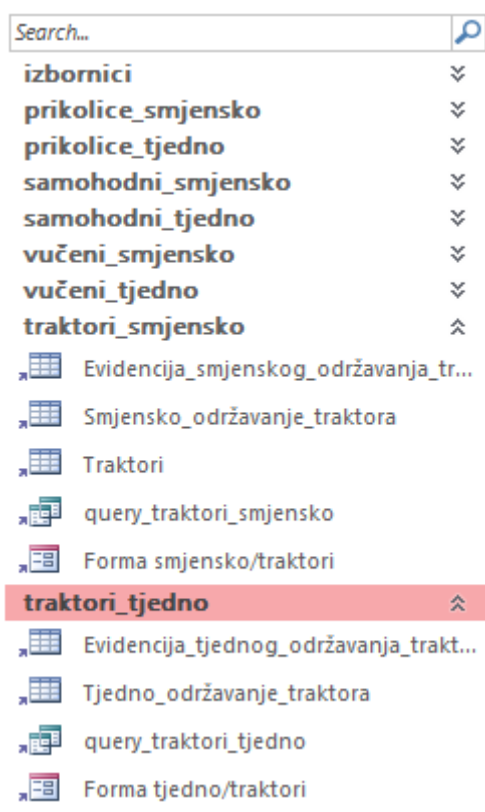 Search...
izbornici
prikolice_smjensko
prikolice_tjedno
samohodni_smjensko
samohodni_tjedno
vučeni_smjensko
vučeni_tjedno
traktori_smjensko
Evidencija_smjenskog_održavanja_tr...
Smjensko_održavanje_traktora
Traktori
query_traktori_smjensko
Forma smjensko/traktori
traktori_tjedno
Evidencija_tjednog_održavanja_trakt...
Tjedno_održavanje_traktora
query_traktori_tjedno
Forma tjedno/traktori